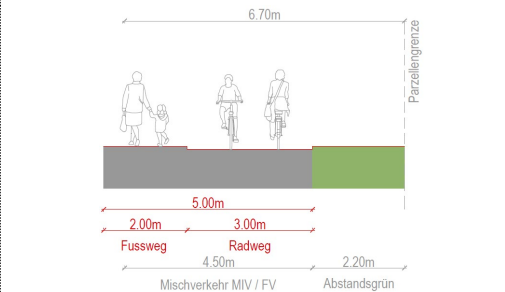 6.70m
Parzellengrenze
5.00m
2.00m 3.00m
Fussweg Radweg
4.50m 2.20m
Mischverkehr MIV / FV Abstandsgrün